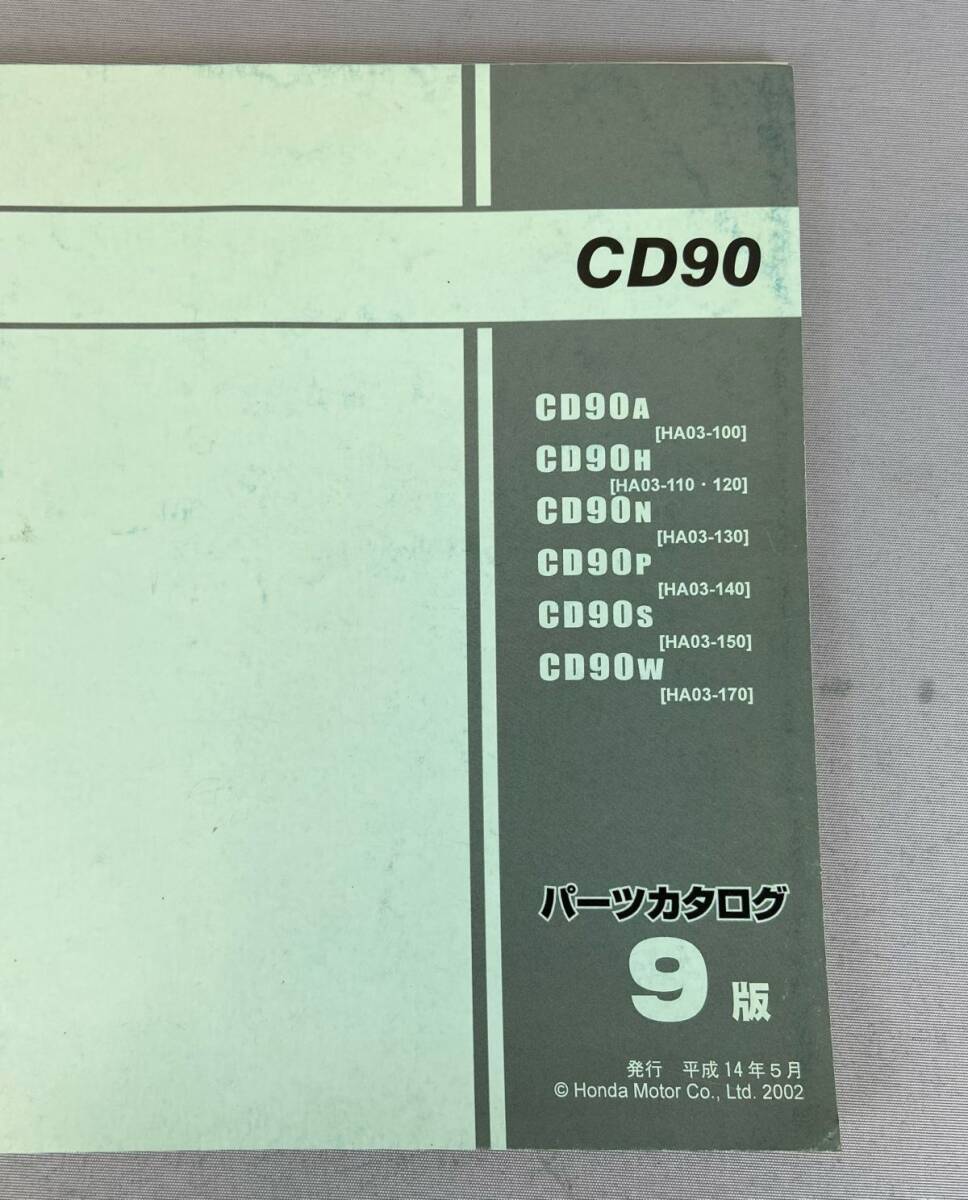 CD90
CD90A
[HA03-100]
CD90H
[HA03-110・120]
CD90N
[HA03-130]
CD90P
[HA03-140]
CD90S
[HA03-150]
CD90W
[HA03-170]
パーツカタログ
9版
発行 平成14年5月
© Honda Motor Co., Ltd. 2002